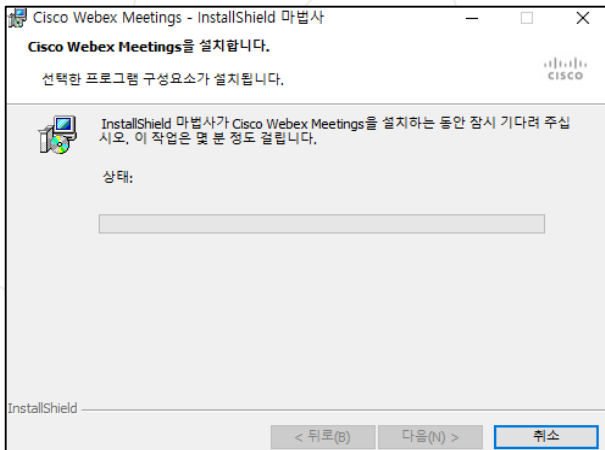 Cisco Webex Meetings - InstallShield 마법사
Cisco Webex Meetings을 설치합니다.
선택한 프로그램 구성요소가 설치됩니다.
CISCO
InstallShield 마법사가 Cisco Webex Meetings을 설치하는 동안 잠시 기다려 주십
시오. 이 작업은 몇 분 정도 걸립니다.
상태:
InstallShield
< 뒤로(B)
다음(N) >
취소